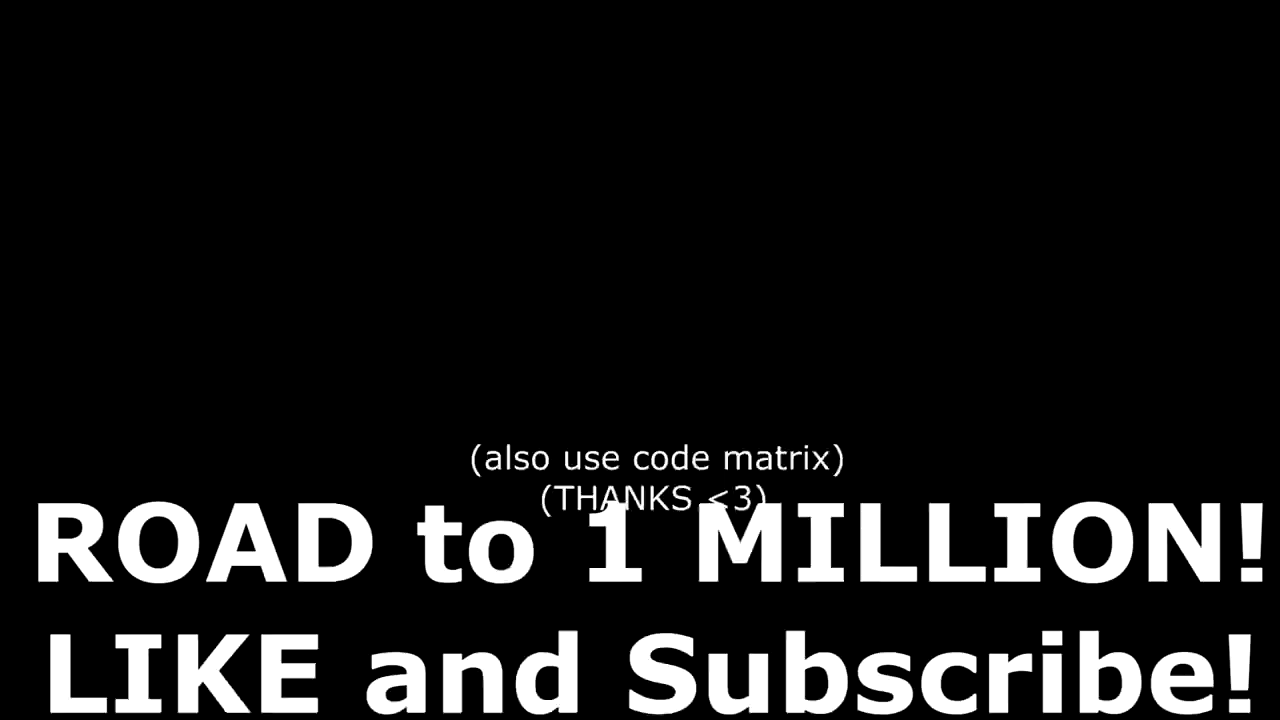 (also use code matrix)
(THANKS <3)
ROAD to 1 MILLION!
LIKE and Subscribe!